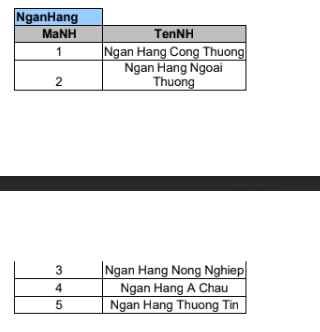 NganHang
MaNH TenNH
1 Ngan Hang Cong Thuong
Ngan Hang Ngoai
2 Thuong
3 Ngan Hang Nong Nghiep
4 Ngan Hang A Chau
5 Ngan Hang Thuong Tin